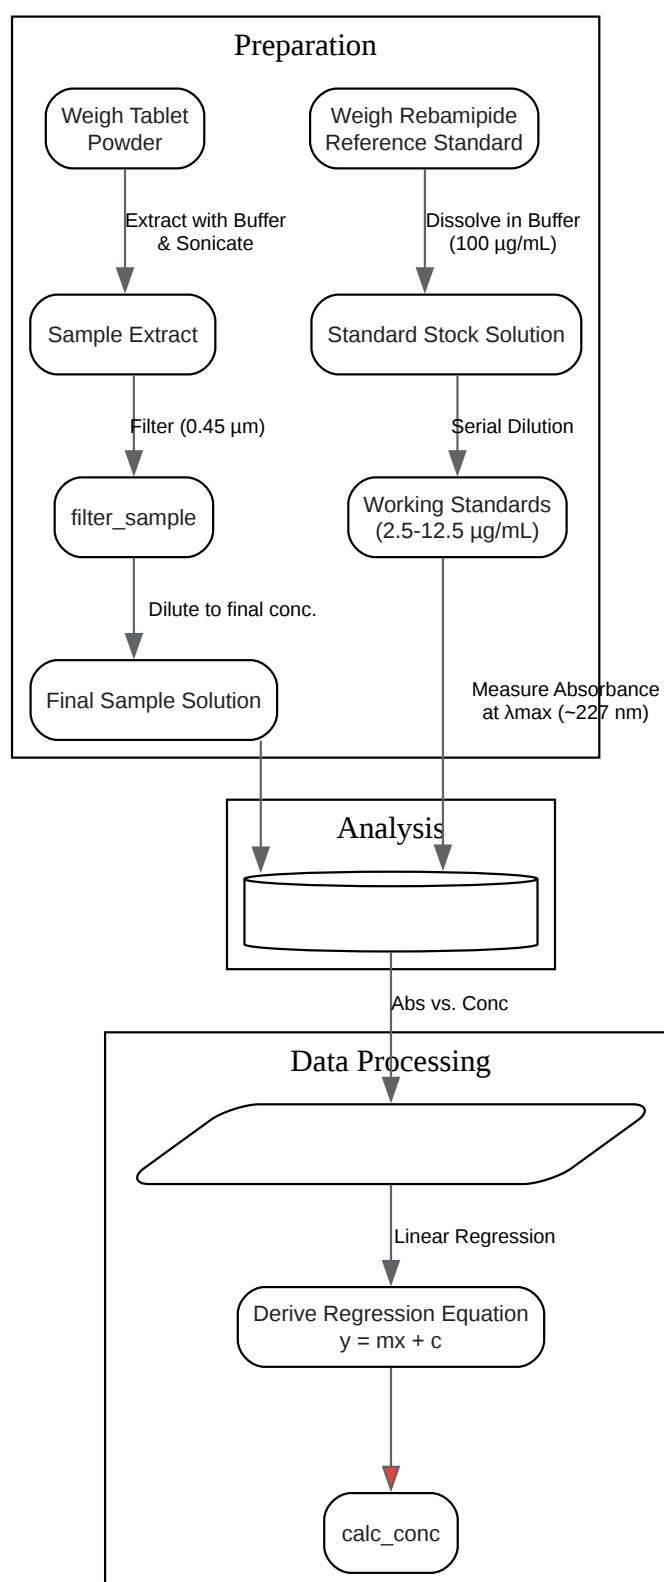 Preparation
Weigh Tablet
Powder
Weigh Rebamipide
Reference Standard
Extract with Buffer
& Sonicate
Dissolve in Buffer
(100 µg/mL)
Sample Extract
Standard Stock Solution
Filter (0.45 µm)
Serial Dilution
filter_sample
Working Standards
(2.5-12.5 µg/mL)
Dilute to final conc.
Final Sample Solution
Measure Absorbance
at λmax (~227 nm)
Analysis
Abs vs. Conc
Data Processing
Linear Regression
Derive Regression Equation
y = mx + c
calc_conc